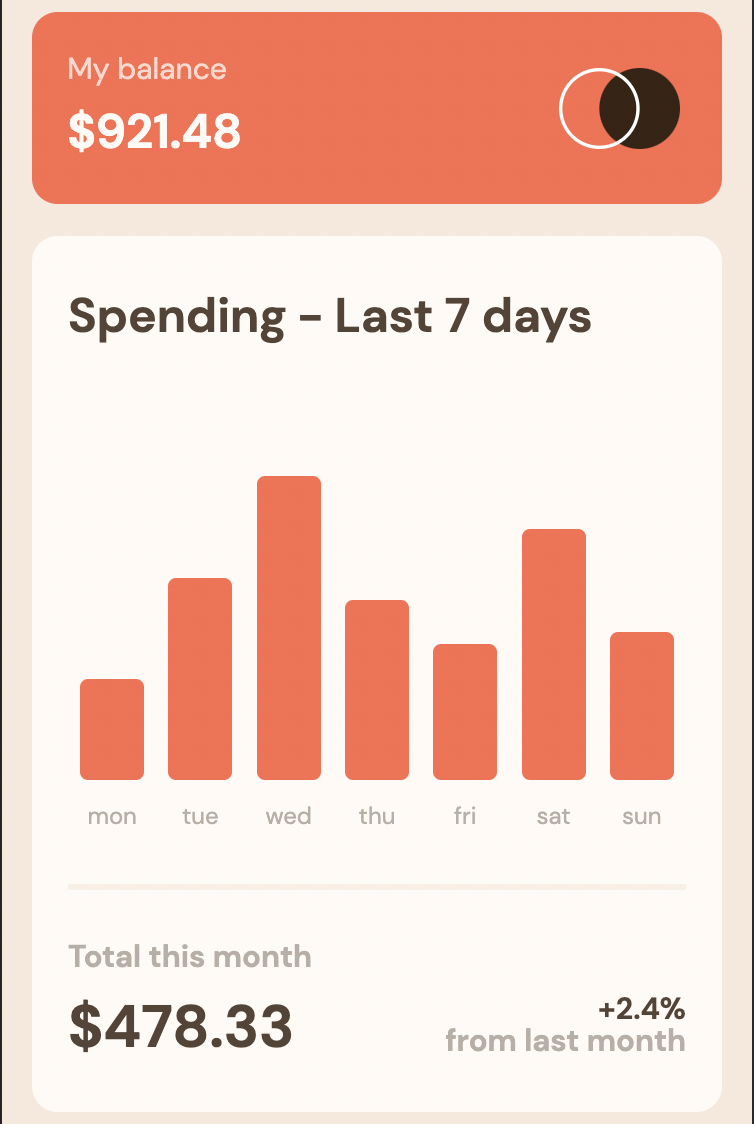 My balance
$921.48
Spending - Last 7 days
mon tue wed thu fri sat sun
Total this month
$478.33
+2.4%
from last month